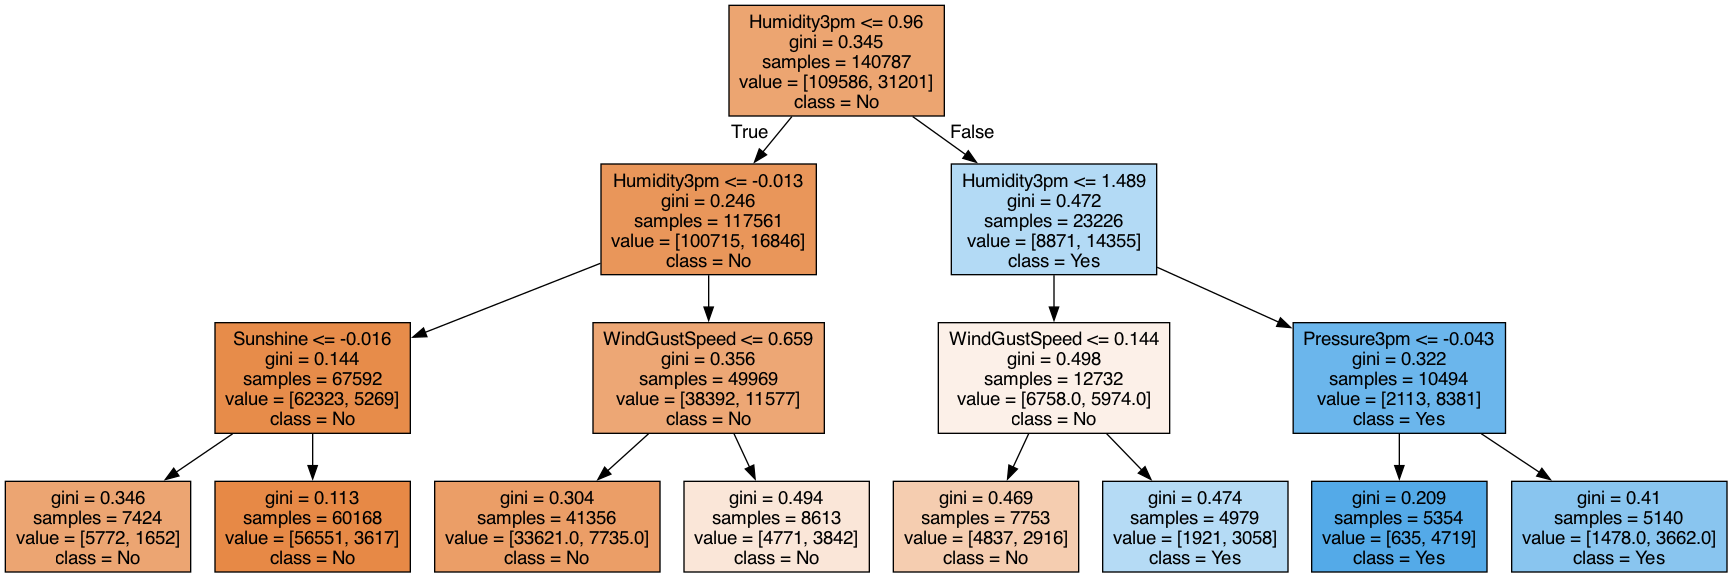 Humidity3pm <= 0.96
gini = 0.345
samples = 140787
value = [109586, 31201]
class = No
True
False
Humidity3pm <= -0.013
gini = 0.246
samples = 117561
value = [100715, 16846]
class = No
Humidity3pm <= 1.489
gini = 0.472
samples = 23226
value = [8871, 14355]
class = Yes
Sunshine <= -0.016
gini = 0.144
samples = 67592
value = [62323, 5269]
class = No
WindGustSpeed <= 0.659
gini = 0.356
samples = 49969
value = [38392, 11577]
class = No
WindGustSpeed <= 0.144
gini = 0.498
samples = 12732
value = [6758.0, 5974.0]
class = No
Pressure3pm <= -0.043
gini = 0.322
samples = 10494
value = [2113, 8381]
class = Yes
gini = 0.346
samples = 7424
value = [5772, 1652]
class = No
gini = 0.113
samples = 60168
value = [56551, 3617]
class = No
gini = 0.304
samples = 41356
value = [33621.0, 7735.0]
class = No
gini = 0.494
samples = 8613
value = [4771, 3842]
class = No
gini = 0.469
samples = 7753
value = [4837, 2916]
class = No
gini = 0.474
samples = 4979
value = [1921, 3058]
class = Yes
gini = 0.209
samples = 5354
value = [635, 4719]
class = Yes
gini = 0.41
samples = 5140
value = [1478.0, 3662.0]
class = Yes